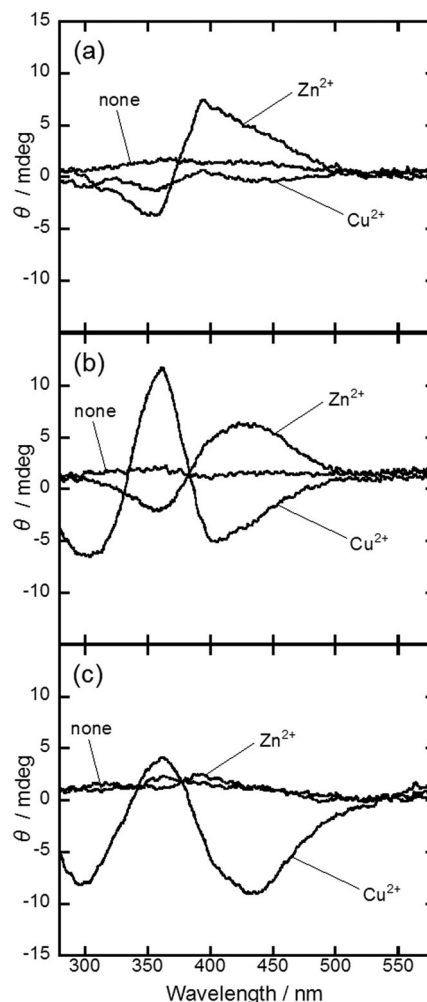 (a)
15
10
5
0
-5
-10
none
Zn²⁺
Cu²⁺
θ / mdeg
(b)
10
5
0
-5
-10
none
Zn²⁺
Cu²⁺
θ / mdeg
(c)
10
5
0
-5
-10
-15
none
Zn²⁺
Cu²⁺
θ / mdeg
300 350 400 450 500 550
Wavelength / nm